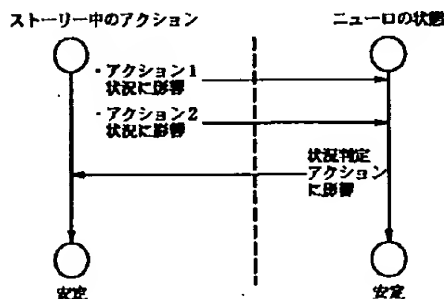 ストーリー中のアクション
ニューロの状態
・アクション1
状況に影響
・アクション2
状況に影響
状況判定
アクション
に影響
安定
安定